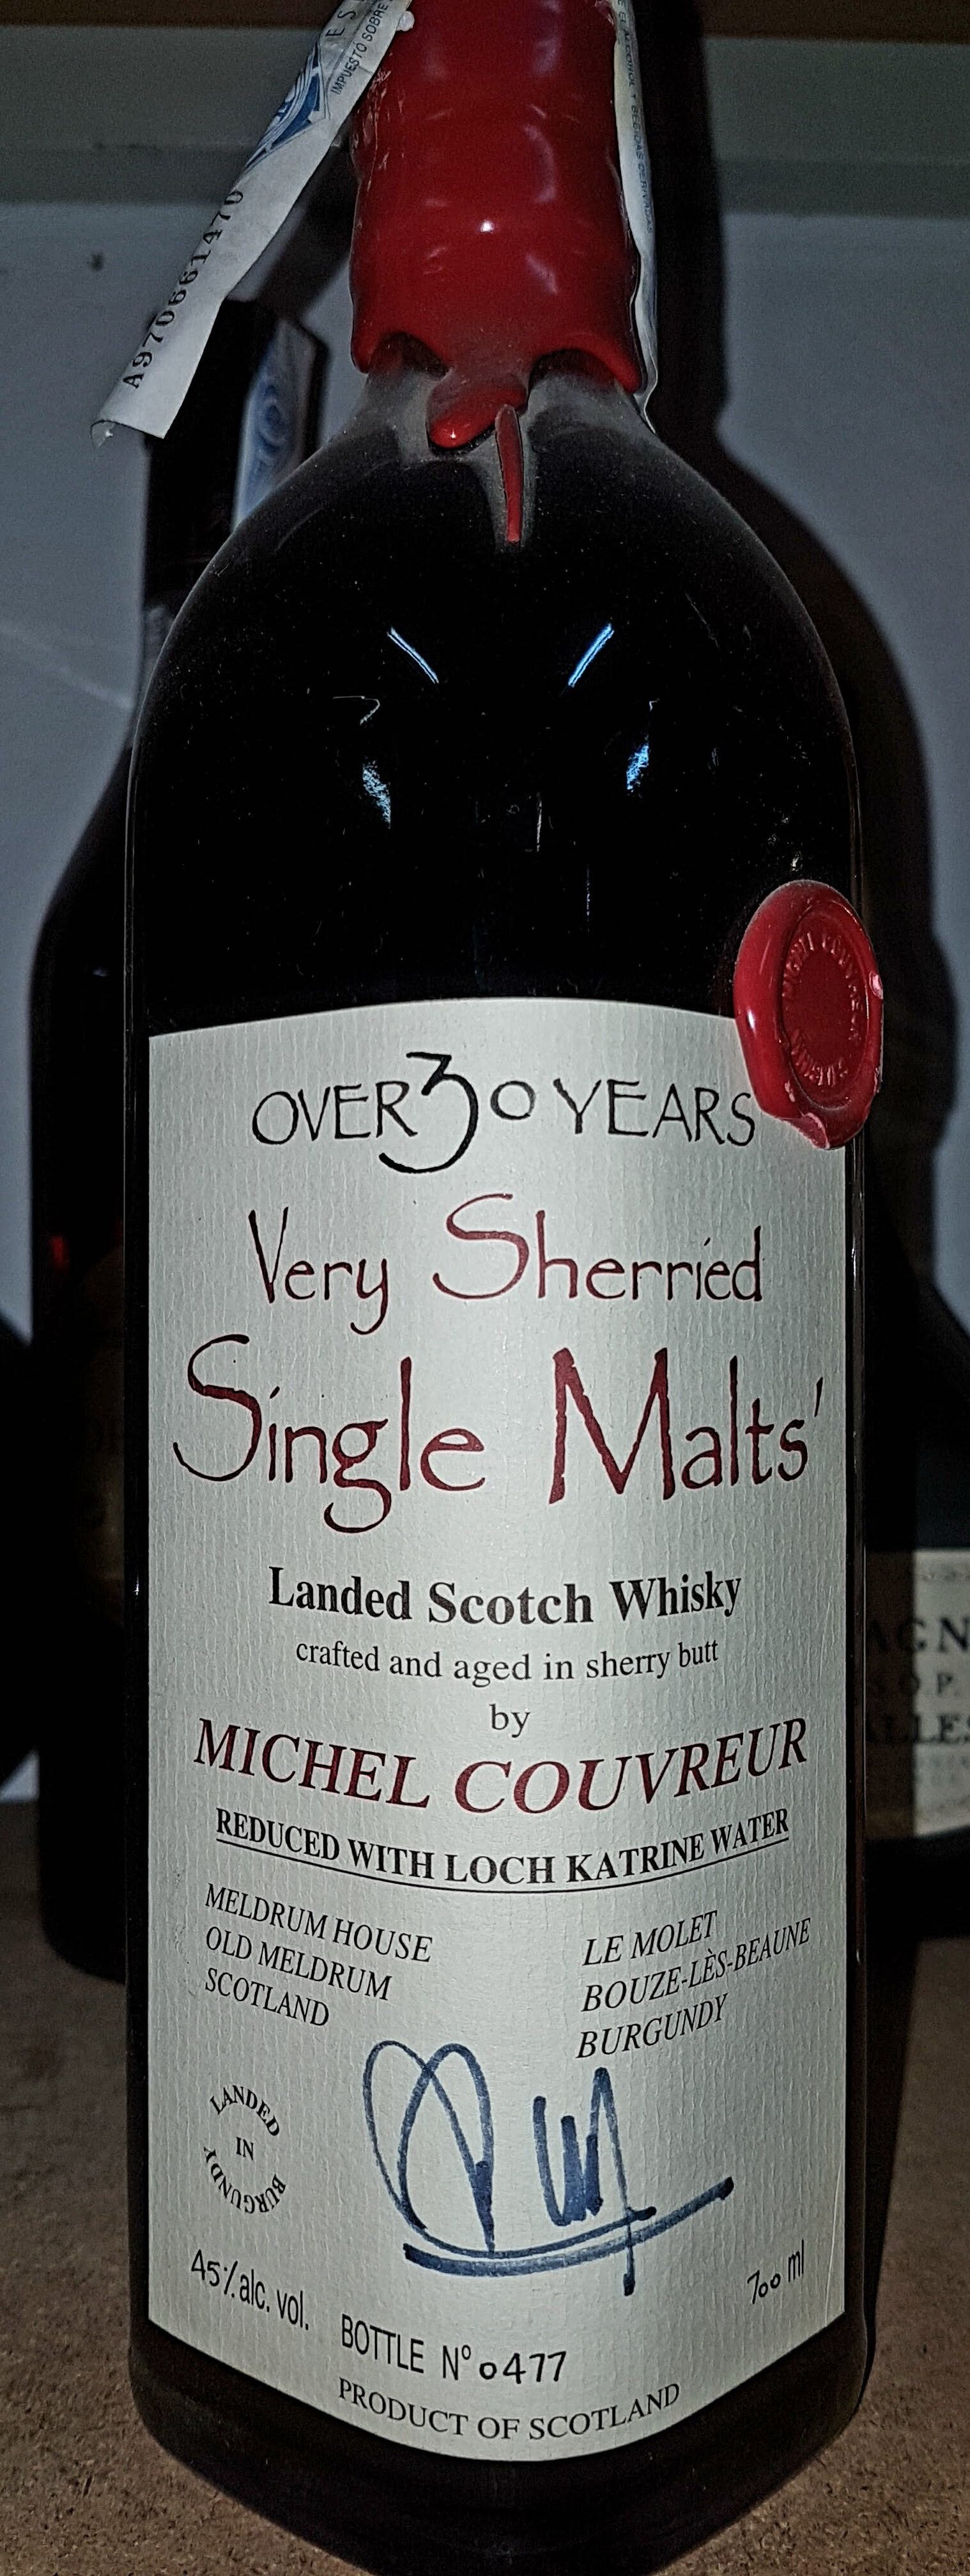 IMPUESTO SOBRE
A970661470
OVER 30 YEARS
Very Sherried
Single Malts'
Landed Scotch Whisky
crafted and aged in sherry butt
by
MICHEL COUVREUR
REDUCED WITH LOCH KATRINE WATER
MELDRUM HOUSE
OLD MELDRUM
SCOTLAND
LE MOLET
BOUZE-LÈS-BEAUNE
BURGUNDY
LANDED
IN
BURGUNDY
45% alc. vol.
700 ml
BOTTLE N° 0477
PRODUCT OF SCOTLAND